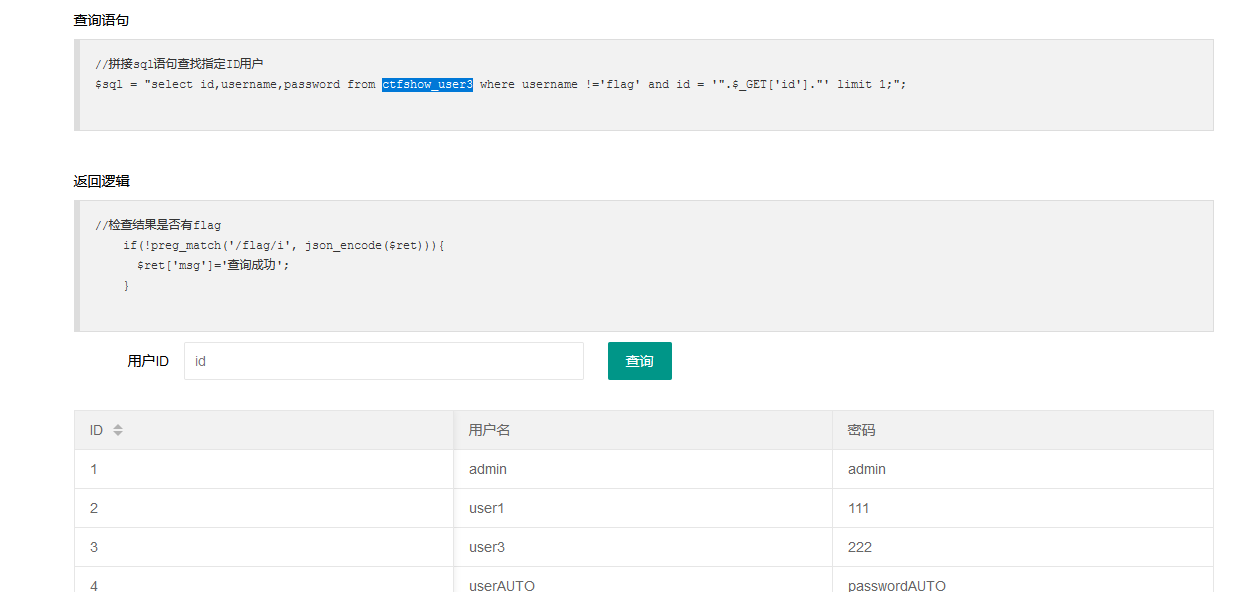 查询语句
//拼接sql语句查找指定ID用户
$sql = "select id,username,password from ctfshow_user3 where username !='flag' and id = '".$_GET['id']."' limit 1;";
返回逻辑
//检查结果是否有flag
if(!preg_match('/flag/i', json_encode($ret))){
$ret['msg']='查询成功';
}
用户ID id 查询
ID 用户名 密码
1 admin admin
2 user1 111
3 user3 222
4 userAUTO passwordAUTO